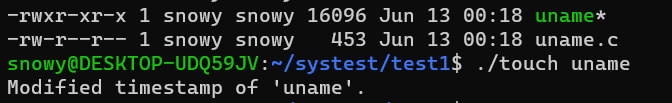 -rwxr-xr-x 1 snowy snowy 16096 Jun 13 00:18 uname*
-rw-r--r-- 1 snowy snowy   453 Jun 13 00:18 uname.c
snowy@DESKTOP-UDQ59JV:~/systest/test1$ ./touch uname
Modified timestamp of 'uname'.